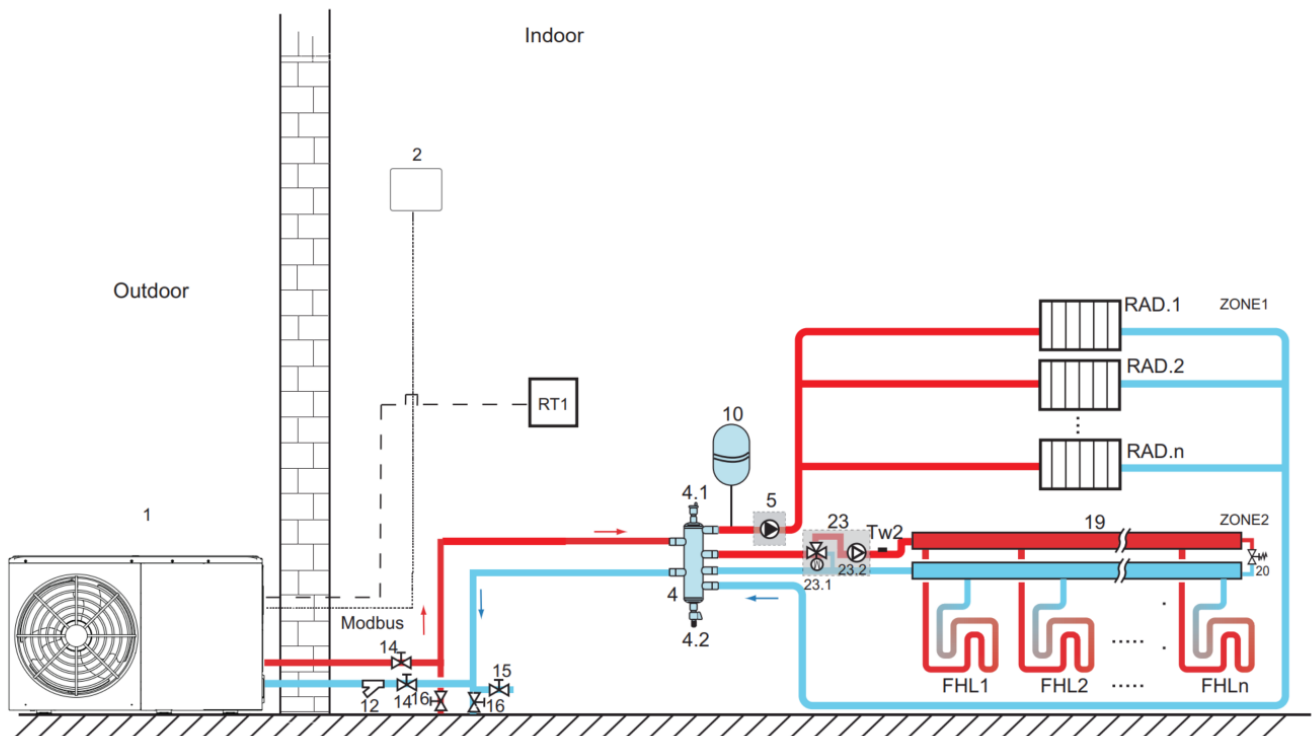 Indoor
2
Outdoor
RAD.1
ZONE1
RAD.2
RT1
10
RAD.n
4.1
5
1
23
Tw2
19
ZONE2
23.1
23.2
20
4
Modbus
4.2
14
15
12
14
16
16
FHL1
FHL2
.....
FHLn